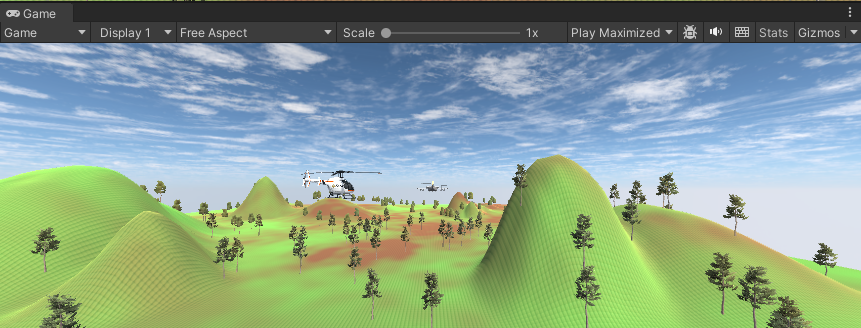 Game
Game Display 1 Free Aspect Scale 1x Play Maximized Stats Gizmos